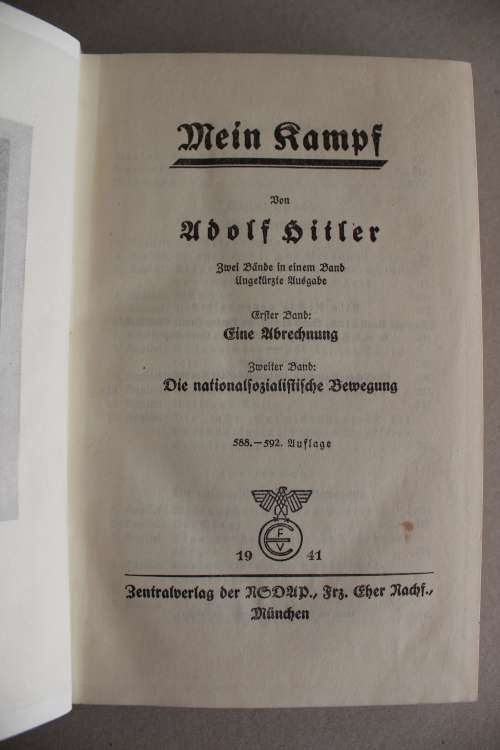 Mein Kampf
Von
Adolf Hitler
Zwei Bände in einem Band
Ungekürzte Ausgabe
Erster Band:
Eine Abrechnung
Zweiter Band:
Die nationalsozialistische Bewegung
588.—592. Auflage
F
E
V
19 41
Zentralverlag der NSDAP., Frz. Eher Nachf.,
München